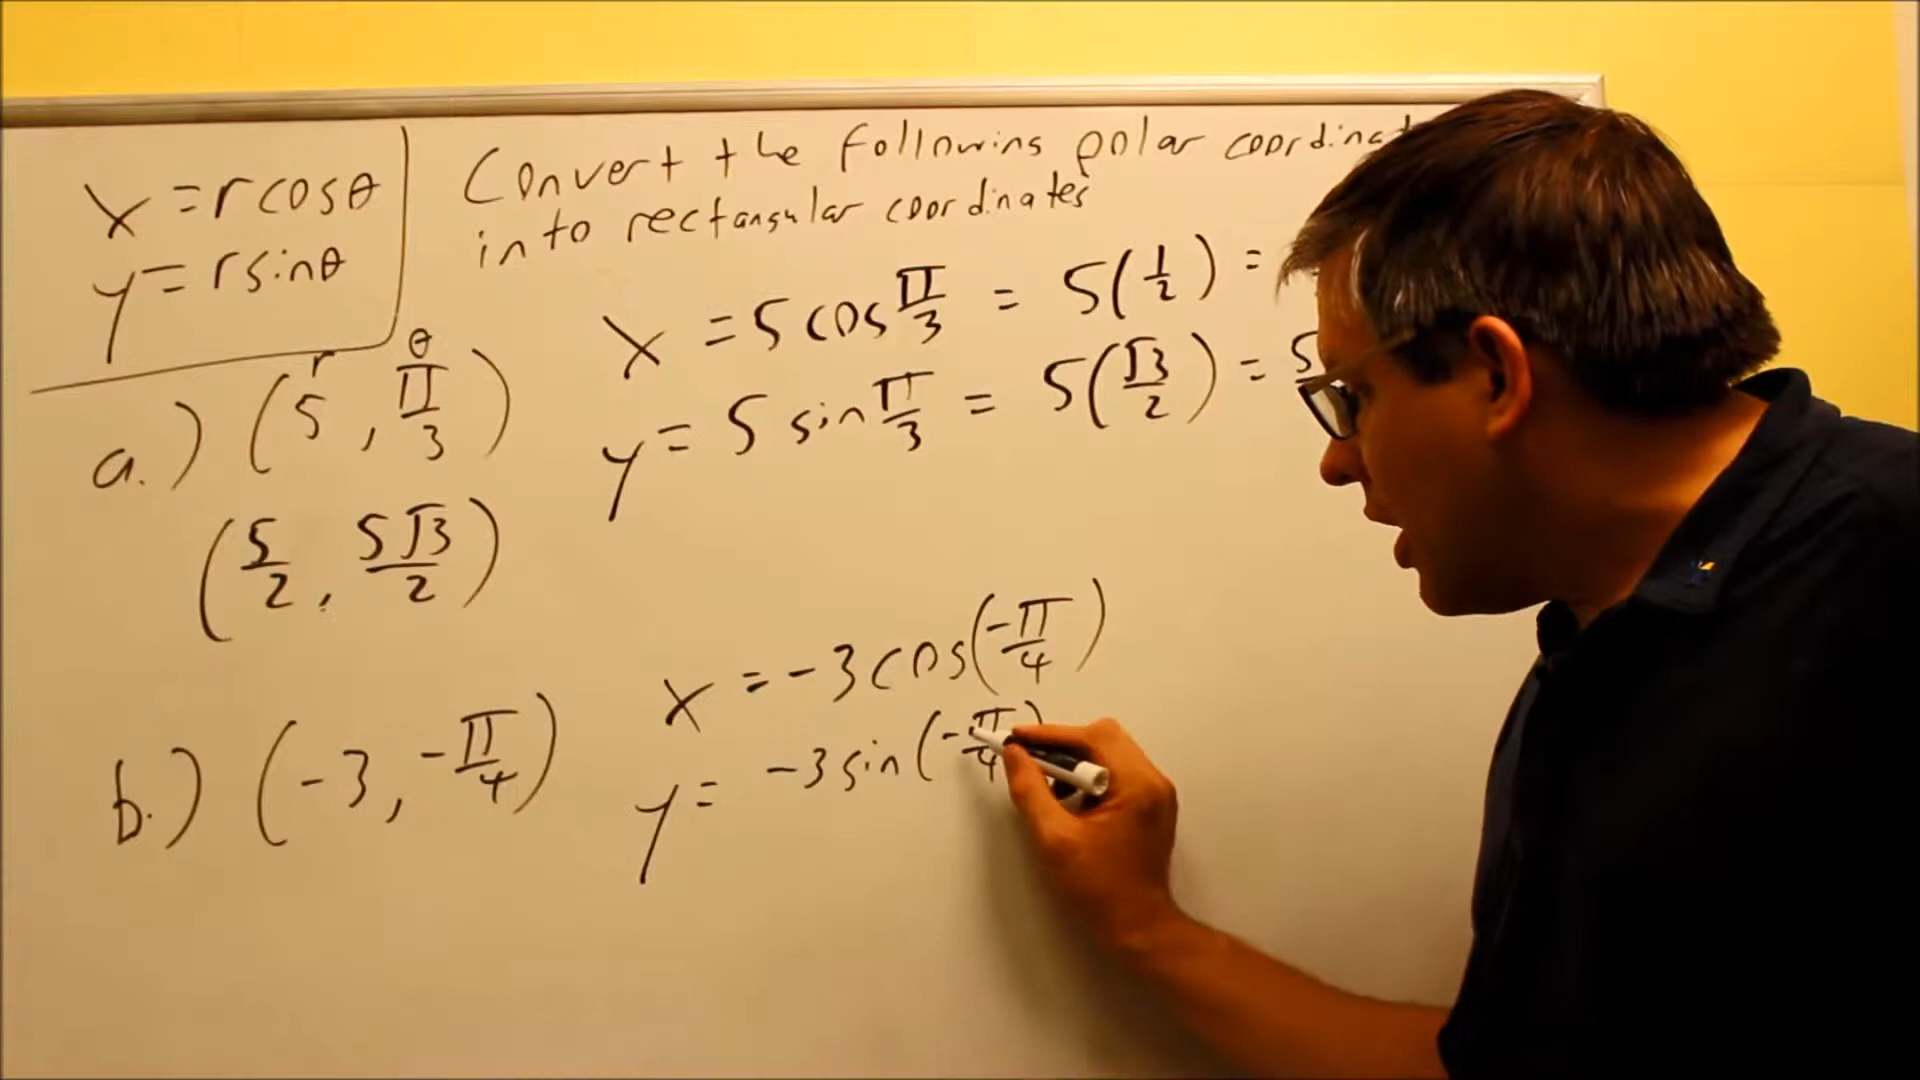 x = r cosθ
y = r sinθ
Convert the following polar
into rectangular coordinates
r θ
a.) (5, π/3)
x = 5 cos π/3 = 5(1/2) =
y = 5 sin π/3 = 5(√3/2) = 5
(5/2, 5√3/2)
b.) (-3, -π/4)
x = -3 cos(-π/4)
y = -3 sin(-π/4)